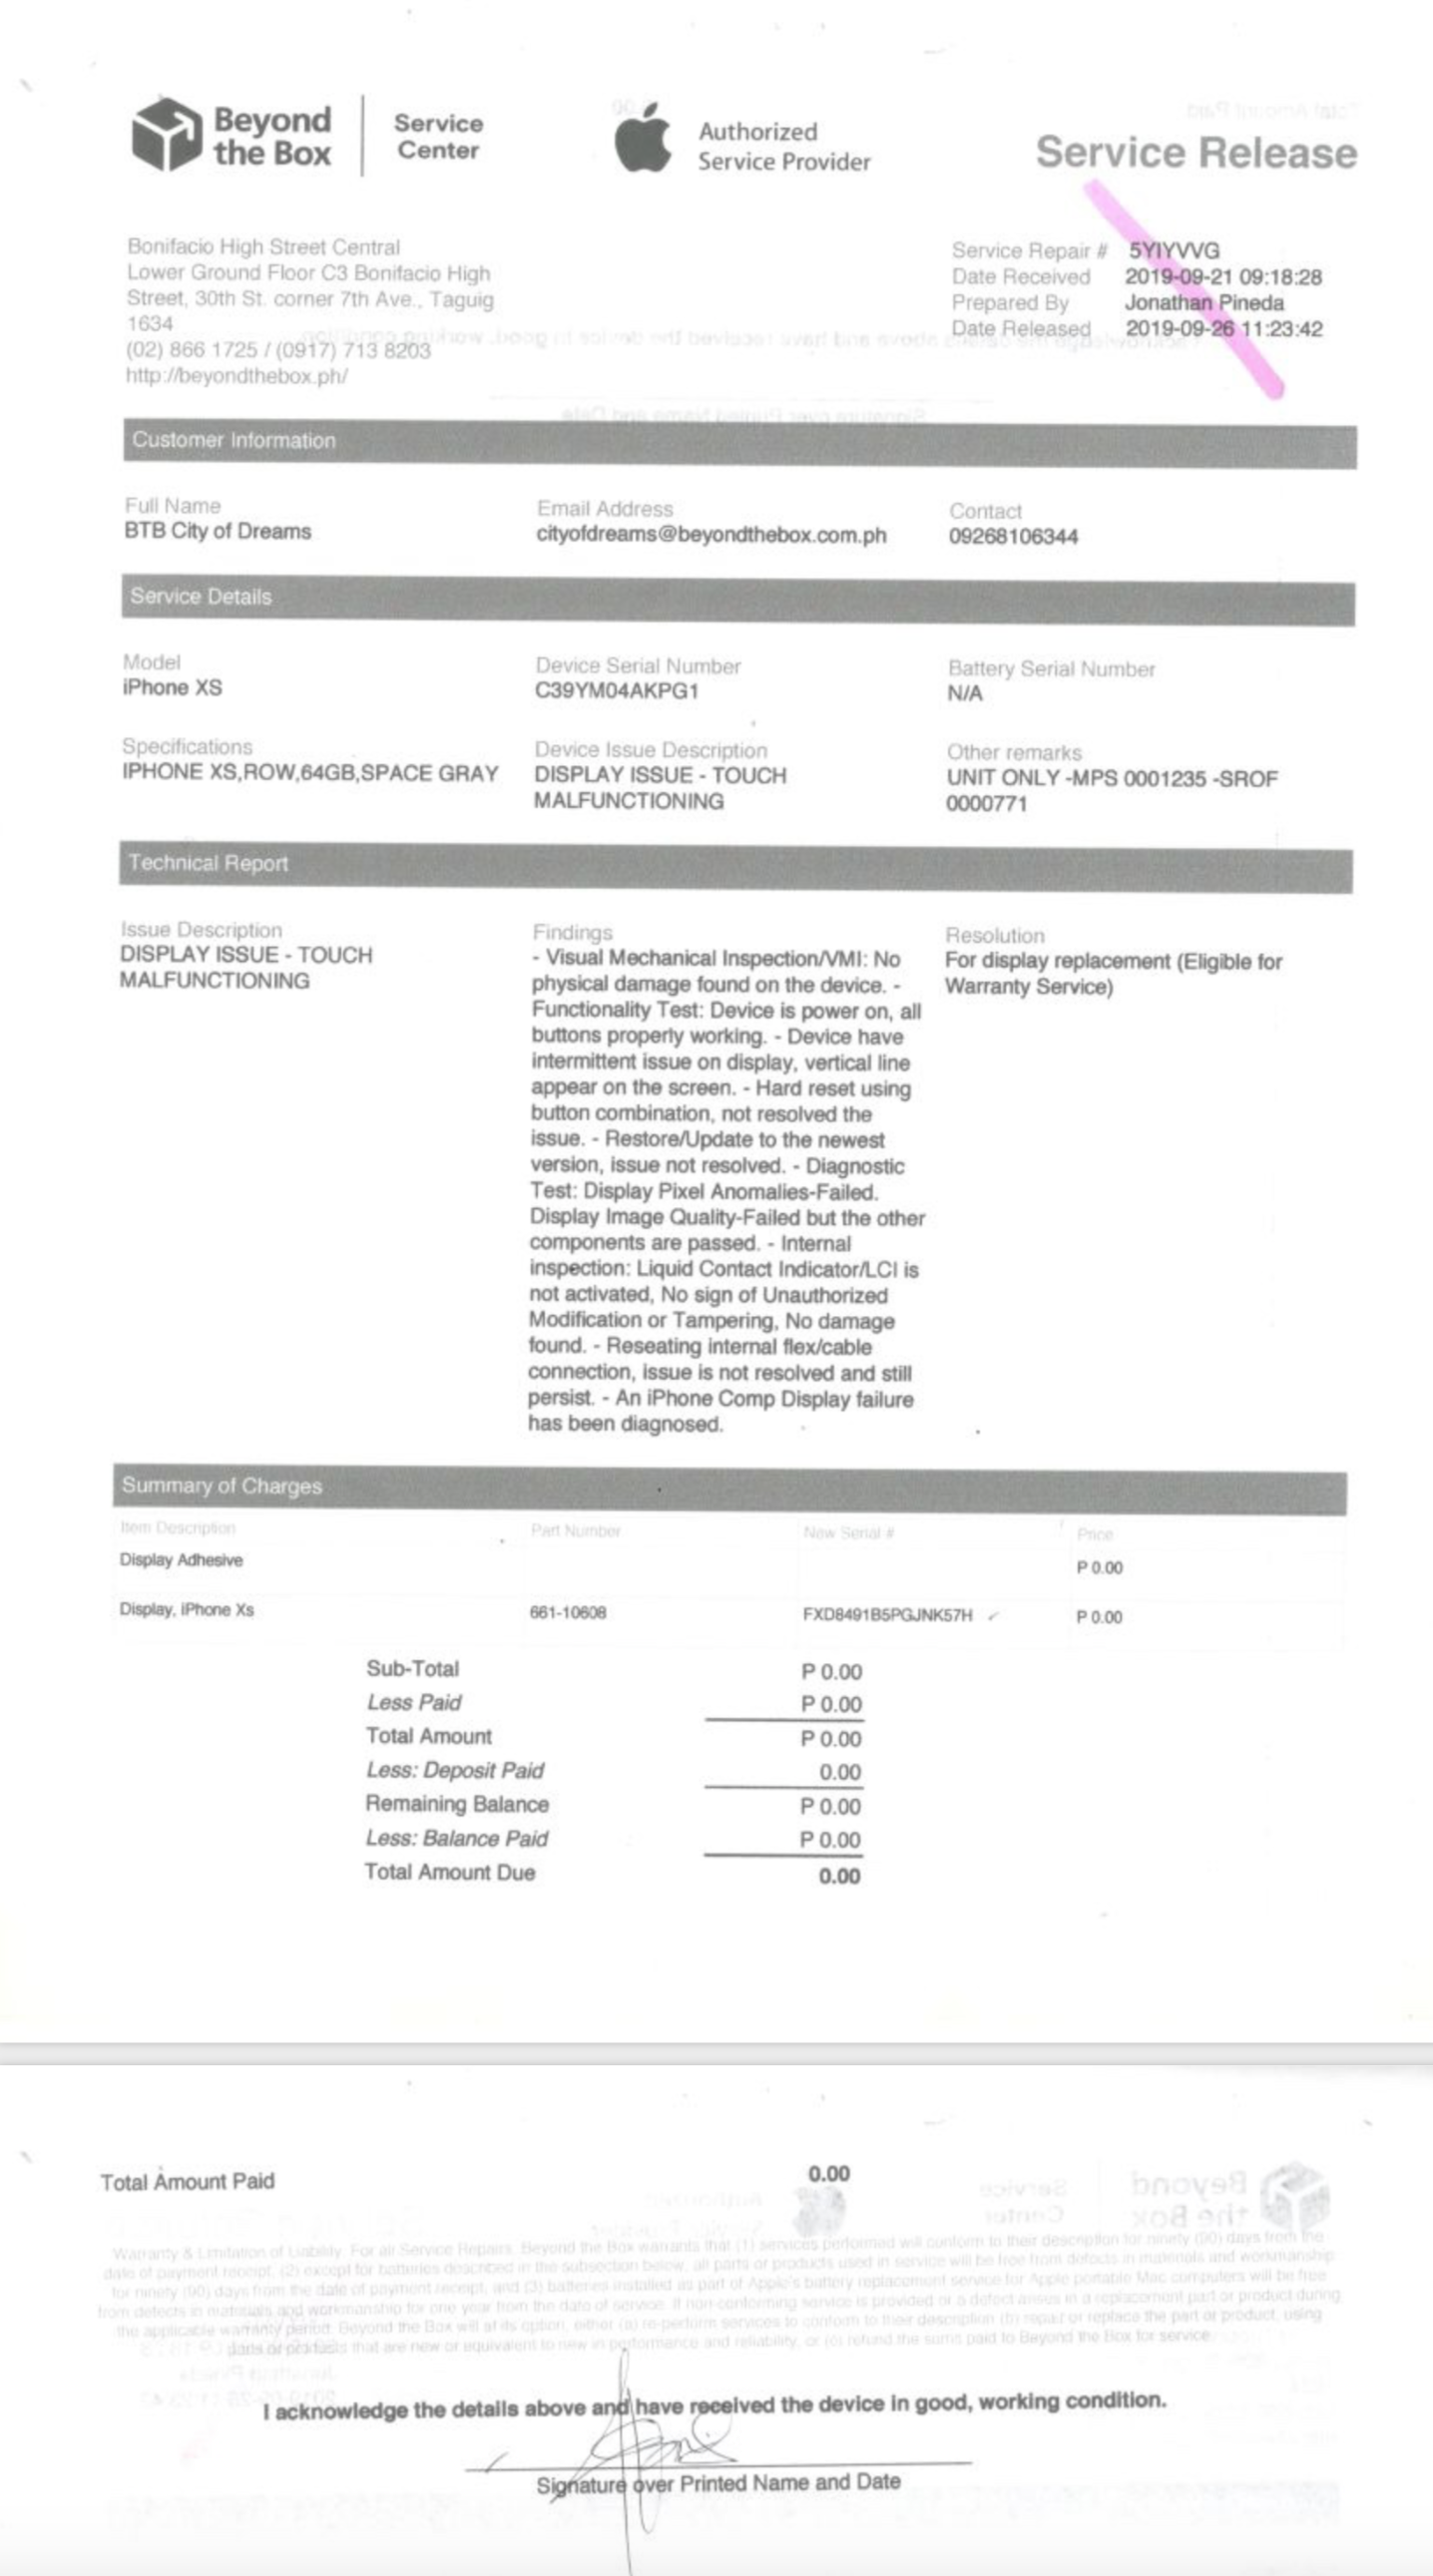 Beyond
the Box
Service
Center
Authorized
Service Provider
Service Release
Bonifacio High Street Central
Lower Ground Floor C3 Bonifacio High
Street, 30th St. corner 7th Ave., Taguig
1634
(02) 866 1725 / (0917) 713 8203
http://beyondthebox.ph/
Service Repair # 5YIYVVG
Date Received 2019-09-21 09:18:28
Prepared By Jonathan Pineda
Date Released 2019-09-26 11:23:42
Customer Information
Full Name
BTB City of Dreams
Email Address
cityofdreams@beyondthebox.com.ph
Contact
09268106344
Service Details
Model
iPhone XS
Device Serial Number
C39YM04AKPG1
Battery Serial Number
N/A
Specifications
IPHONE XS,ROW,64GB,SPACE GRAY
Device Issue Description
DISPLAY ISSUE - TOUCH
MALFUNCTIONING
Other remarks
UNIT ONLY -MPS 0001235 -SROF
0000771
Technical Report
Issue Description
DISPLAY ISSUE - TOUCH
MALFUNCTIONING
Findings
- Visual Mechanical Inspection/VMI: No
physical damage found on the device. -
Functionality Test: Device is power on, all
buttons properly working. - Device have
intermittent issue on display, vertical line
appear on the screen. - Hard reset using
button combination, not resolved the
issue. - Restore/Update to the newest
version, issue not resolved. - Diagnostic
Test: Display Pixel Anomalies-Failed.
Display Image Quality-Failed but the other
components are passed. - Internal
inspection: Liquid Contact Indicator/LCI is
not activated, No sign of Unauthorized
Modification or Tampering, No damage
found. - Reseating internal flex/cable
connection, issue is not resolved and still
persist. - An iPhone Comp Display failure
has been diagnosed.
Resolution
For display replacement (Eligible for
Warranty Service)
Summary of Charges
Item Description Part Number New Serial # Price
Display Adhesive P 0.00
Display, iPhone Xs 661-10608 FXD8491B5PGJNK57H P 0.00
Sub-Total P 0.00
Less Paid P 0.00
Total Amount P 0.00
Less: Deposit Paid 0.00
Remaining Balance P 0.00
Less: Balance Paid P 0.00
Total Amount Due 0.00
Total Amount Paid 0.00
Warranty & Limitation of Liability. For all Service Repairs, Beyond the Box warrants that (1) services performed will conform to their description for ninety (90) days from the
date of payment receipt, (2) except for batteries described in the subsection below, all parts or products used in service will be free from defects in materials and workmanship
for ninety (90) days from the date of payment receipt, and (3) batteries installed as part of Apple's battery replacement service for Apple portable Mac computers will be free
from defects in materials and workmanship for one year from the date of service. If non-conforming service is provided or a defect arises in a replacement part or product during
the applicable warranty period, Beyond the Box will at its option, either (a) re-perform services to conform to their description (b) repair or replace the part or product, using
parts or products that are new or equivalent to new in performance and reliability, or (c) refund the sums paid to Beyond the Box for service.
I acknowledge the details above and have received the device in good, working condition.
Signature over Printed Name and Date